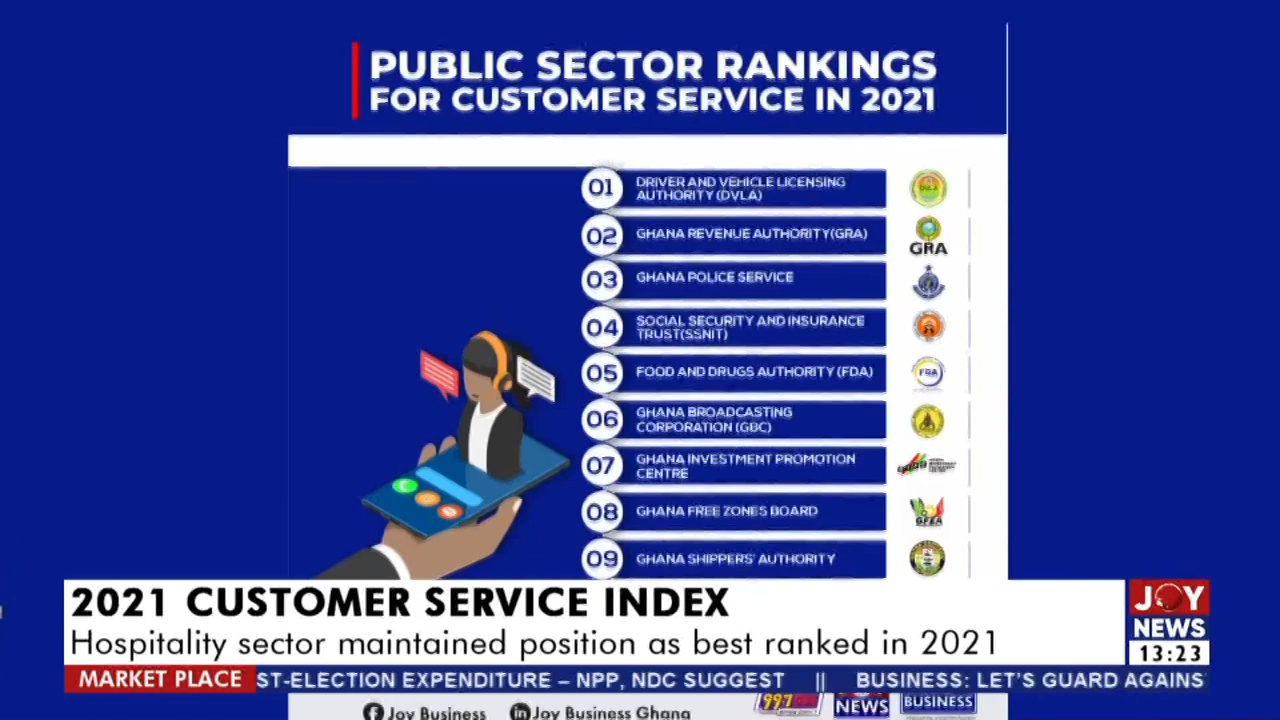 PUBLIC SECTOR RANKINGS
FOR CUSTOMER SERVICE IN 2021
01 DRIVER AND VEHICLE LICENSING
AUTHORITY (DVLA)
DVLA
02 GHANA REVENUE AUTHORITY(GRA)
GRA
03 GHANA POLICE SERVICE
04 SOCIAL SECURITY AND INSURANCE
TRUST(SSNIT)
05 FOOD AND DRUGS AUTHORITY (FDA)
FDA
06 GHANA BROADCASTING
CORPORATION (GBC)
07 GHANA INVESTMENT PROMOTION
CENTRE
08 GHANA FREE ZONES BOARD
GFZA
09 GHANA SHIPPERS' AUTHORITY
2021 CUSTOMER SERVICE INDEX
Hospitality sector maintained position as best ranked in 2021
JOY
NEWS
13:23
MARKET PLACE ST-ELECTION EXPENDITURE – NPP, NDC SUGGEST || BUSINESS: LET'S GUARD AGAINS
Joy Business Joy Business Ghana
99.7
NEWS
BUSINESS